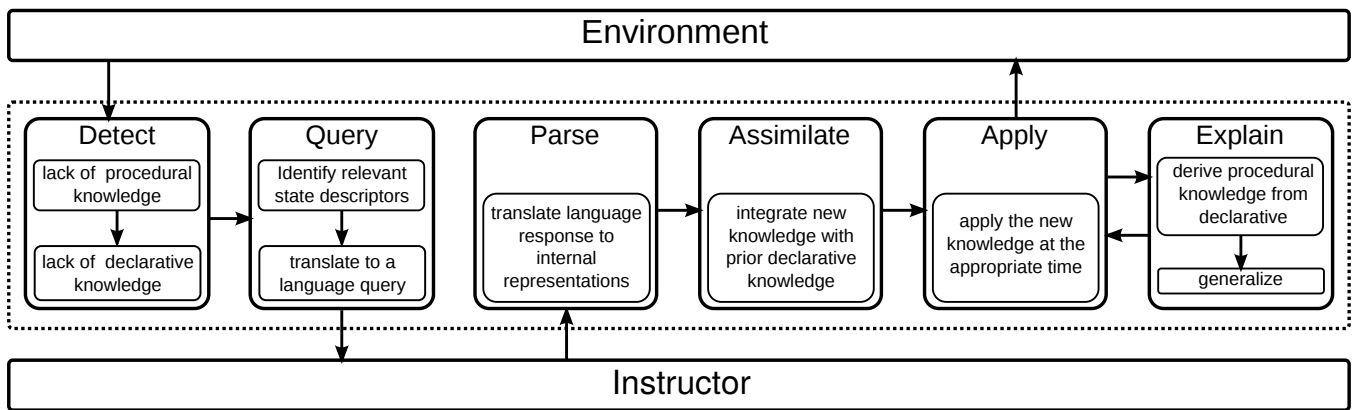 Environment
Detect
lack of procedural
knowledge
lack of declarative
knowledge
Query
Identify relevant
state descriptors
translate to a
language query
Parse
translate language
response to
internal
representations
Assimilate
integrate new
knowledge with
prior declarative
knowledge
Apply
apply the new
knowledge at the
appropriate time
Explain
derive procedural
knowledge from
declarative
generalize
Instructor